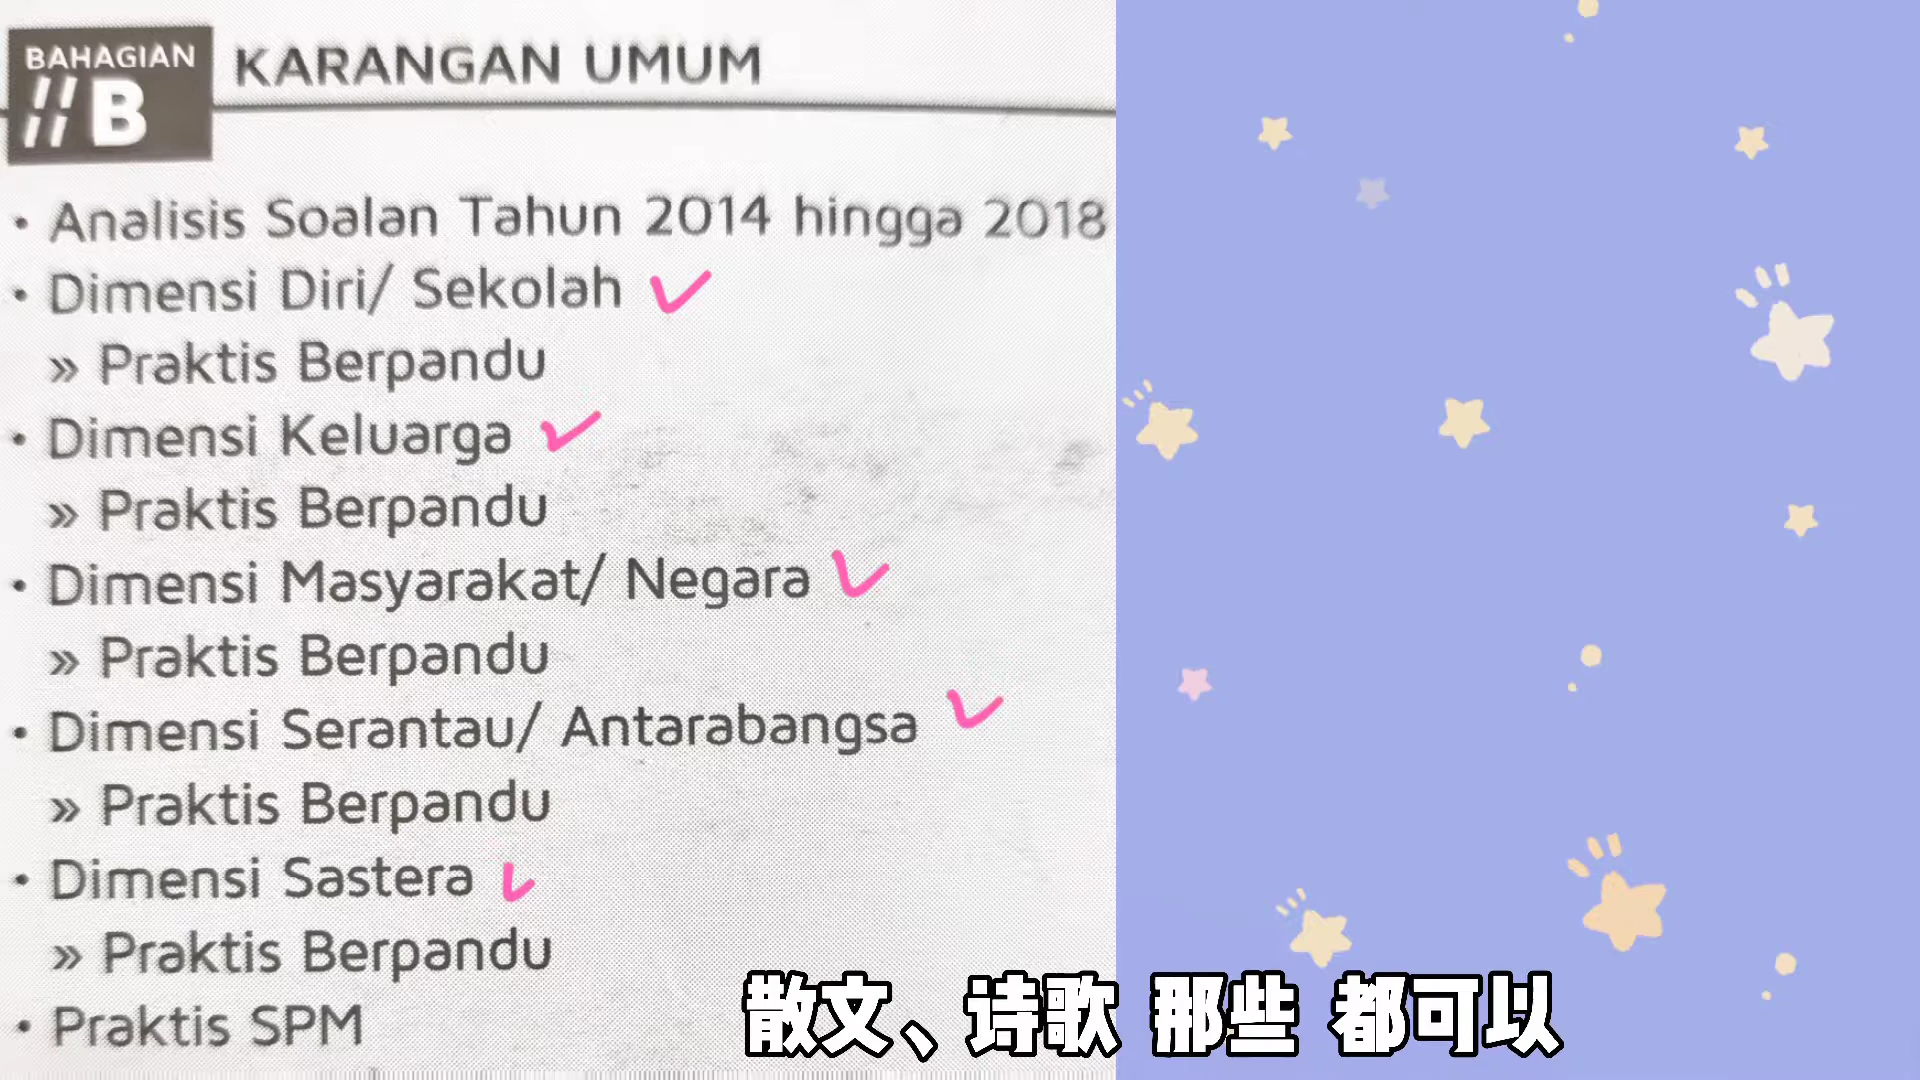 BAHAGIAN
B
KARANGAN UMUM
• Analisis Soalan Tahun 2014 hingga 2018
• Dimensi Diri/ Sekolah
» Praktis Berpandu
• Dimensi Keluarga
» Praktis Berpandu
• Dimensi Masyarakat/ Negara
» Praktis Berpandu
• Dimensi Serantau/ Antarabangsa
» Praktis Berpandu
• Dimensi Sastera
» Praktis Berpandu
• Praktis SPM
散文、诗歌 那些 都可以